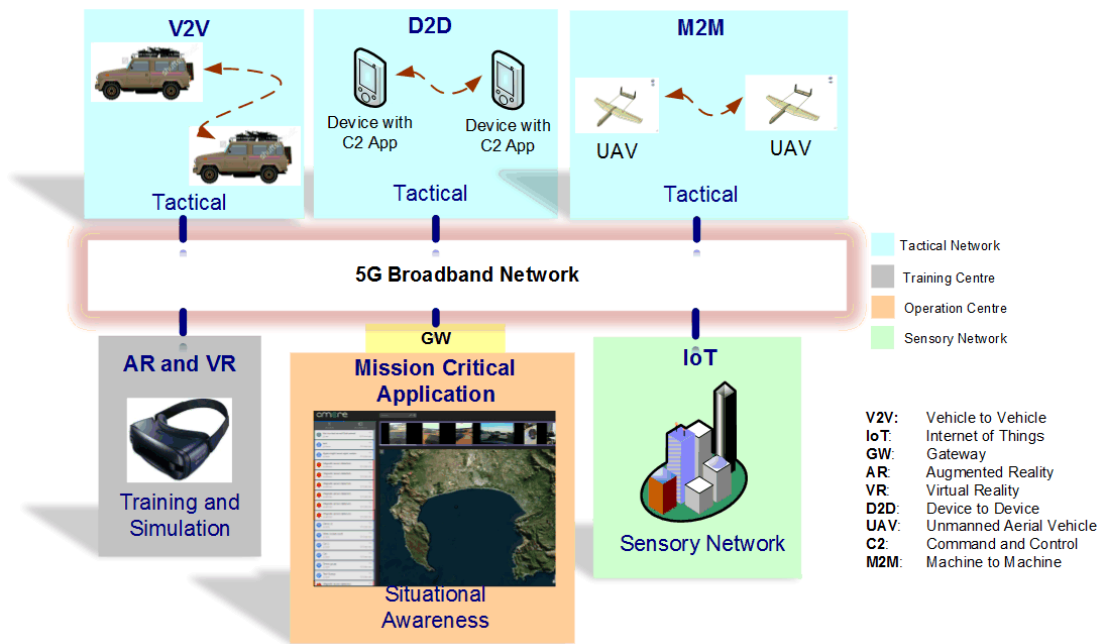 V2V
D2D
M2M
Device with
C2 App
Device with
C2 App
UAV
UAV
Tactical
Tactical
Tactical
5G Broadband Network
Tactical Network
Training Centre
Operation Centre
Sensory Network
GW
AR and VR
Mission Critical
Application
IoT
Training and
Simulation
Situational
Awareness
Sensory Network
V2V: Vehicle to Vehicle
IoT: Internet of Things
GW: Gateway
AR: Augmented Reality
VR: Virtual Reality
D2D: Device to Device
UAV: Unmanned Aerial Vehicle
C2: Command and Control
M2M: Machine to Machine